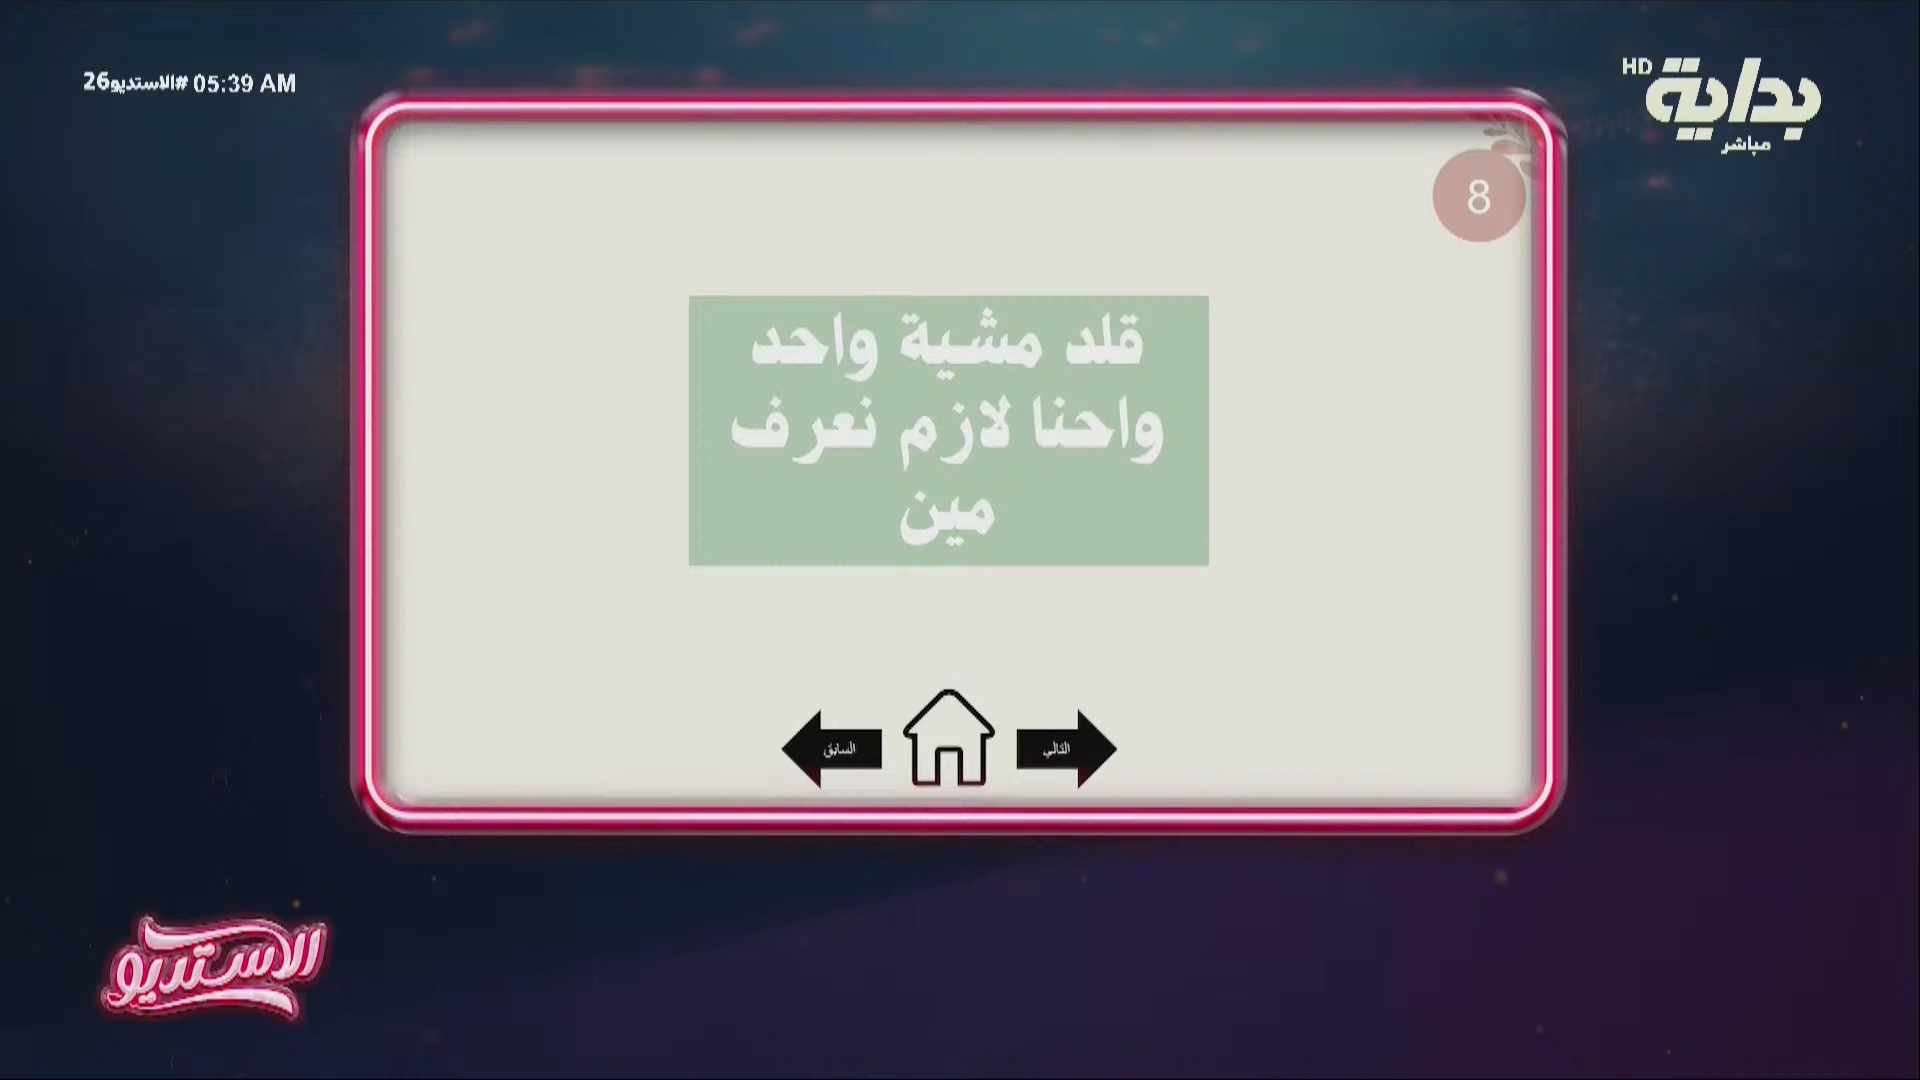 05:39 AM #الاستديو26
HD
بداية
مباشر
8
قلد مشية واحد
واحنا لازم نعرف
مين
السابق
التالي
الاستديو